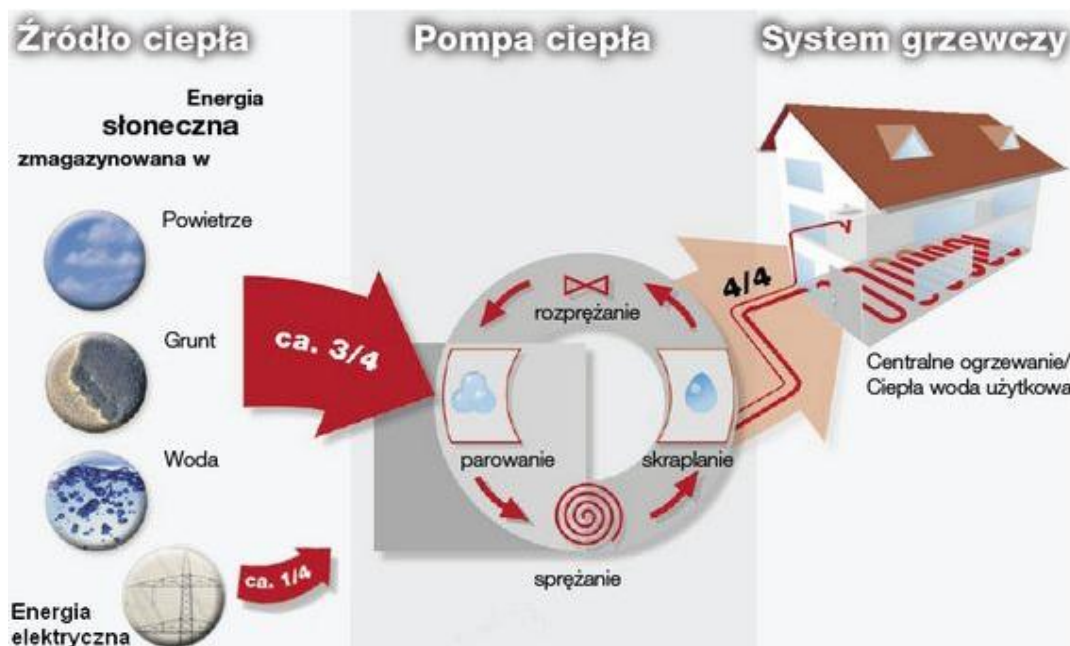 Źródło ciepła
Pompa ciepła
System grzewczy
Energia
słoneczna
zmagazynowana w
Powietrze
Grunt
Woda
Energia
elektryczna
ca. 3/4
ca. 1/4
rozprężanie
parowanie
skraplanie
sprężanie
4/4
Centralne ogrzewanie/
Ciepła woda użytkowa